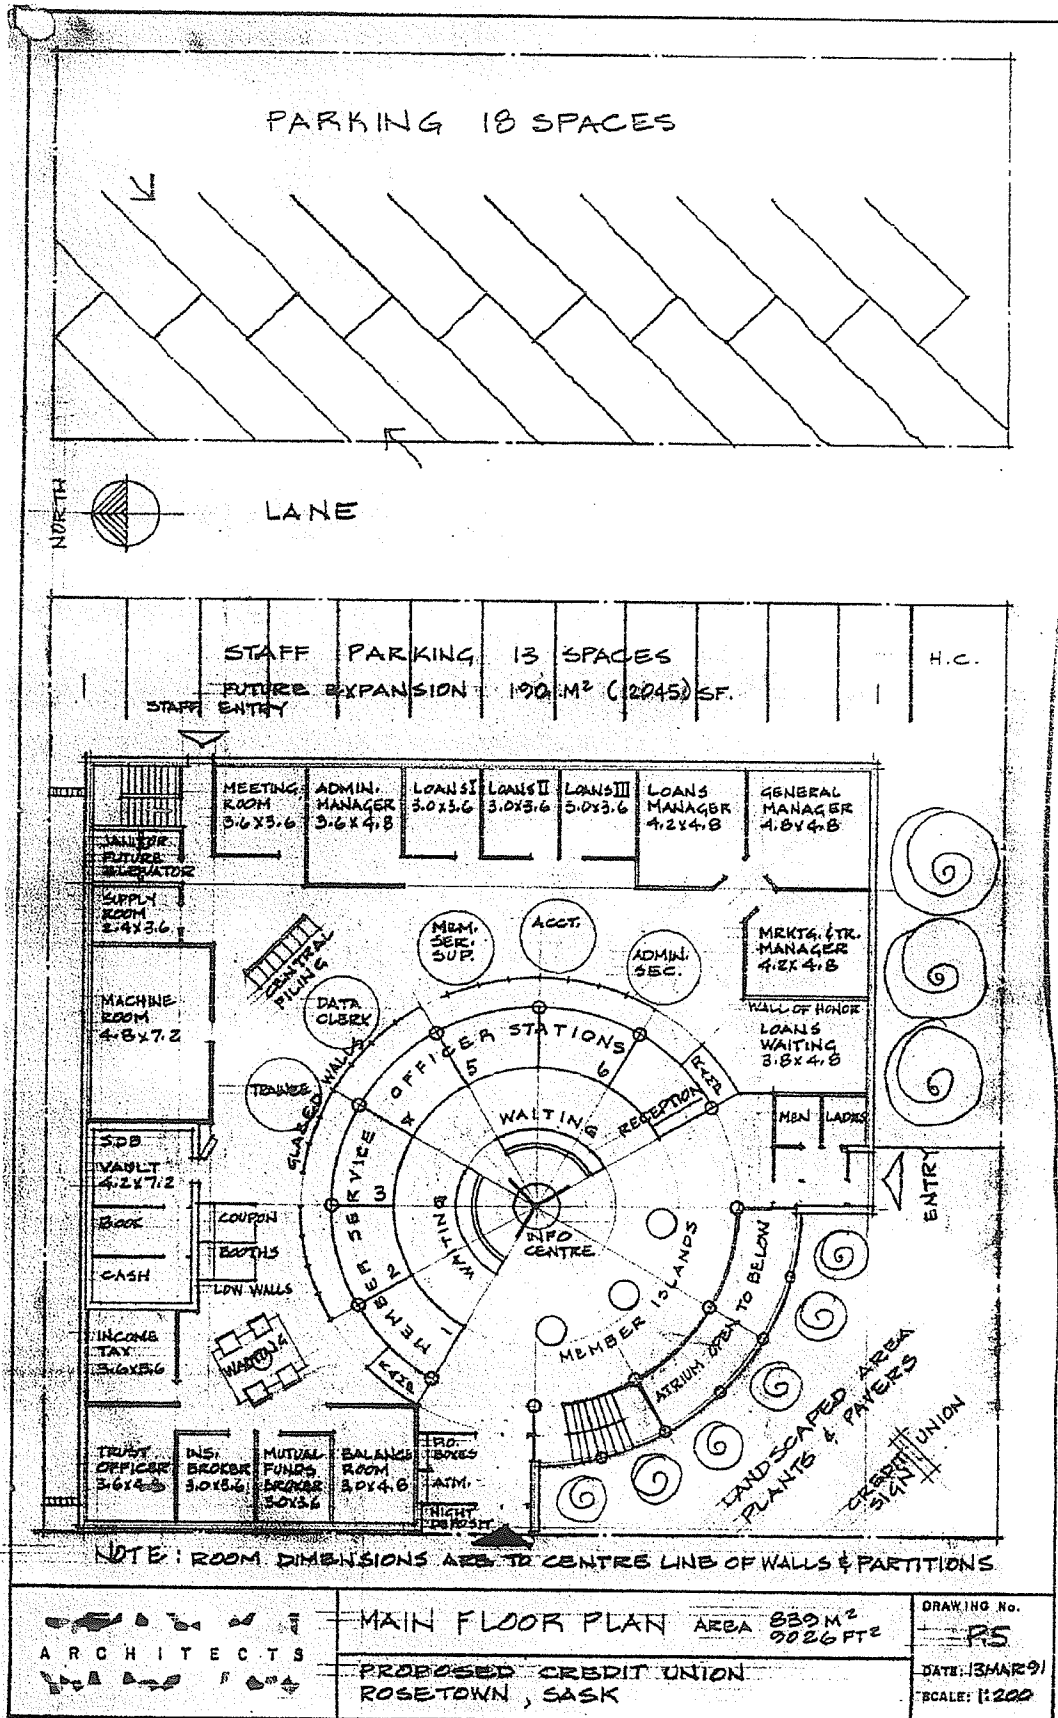 PARKING 18 SPACES
NORTH
LANE
STAFF PARKING 13 SPACES
H.C.
FUTURE EXPANSION 190 M² (2045) SF.
STAFF ENTRY
MEETING
ROOM
3.6X3.6
ADMIN.
MANAGER
3.6X4.8
LOANS I
3.0X3.6
LOANS II
3.0X3.6
LOANS III
3.0X3.6
LOANS
MANAGER
4.2X4.8
GENERAL
MANAGER
4.8X4.8
JANITOR
FUTURE
ELEVATOR
SUPPLY
ROOM
2.4X3.6
CENTRAL
FILING
MEM.
SER.
SUP.
ACCT.
ADMIN.
SEC.
MRKTG. & TR.
MANAGER
4.2X4.8
MACHINE
ROOM
4.8X7.2
DATA
CLERK
WALL OF HONOR
LOANS
WAITING
3.8X4.8
TRAINEE
GLAZED WALLS
MEMBER SERVICE OFFICER STATIONS
1
2
3
4
5
6
WAITING
RECEPTION
MEN
LADIES
SDB
VAULT
4.2X7.2
BOOK
CASH
COUPON
BOOTHS
LOW WALLS
WAITING
INFO
CENTRE
MEMBER ISLANDS
ATRIUM OPEN TO BELOW
ENTRY
INCOME
TAX
3.6X3.6
WAITING
TRUST
OFFICER
3.6X4.8
INS.
BROKER
3.0X3.6
MUTUAL
FUNDS
BROKER
3.0X3.6
BALANCE
ROOM
3.0X4.8
P.O.
BOXES
ATM.
NIGHT
DEPOSIT
LANDSCAPED AREA
PLANTS & PAVERS
CREDIT UNION
SIGN
NOTE: ROOM DIMENSIONS ARE TO CENTRE LINE OF WALLS & PARTITIONS
ARCHITECTS
MAIN FLOOR PLAN AREA 839 M²
9026 FT²
PROPOSED CREDIT UNION
ROSETOWN, SASK
DRAWING No.
P5
DATE: 13MAR91
SCALE: 1:200